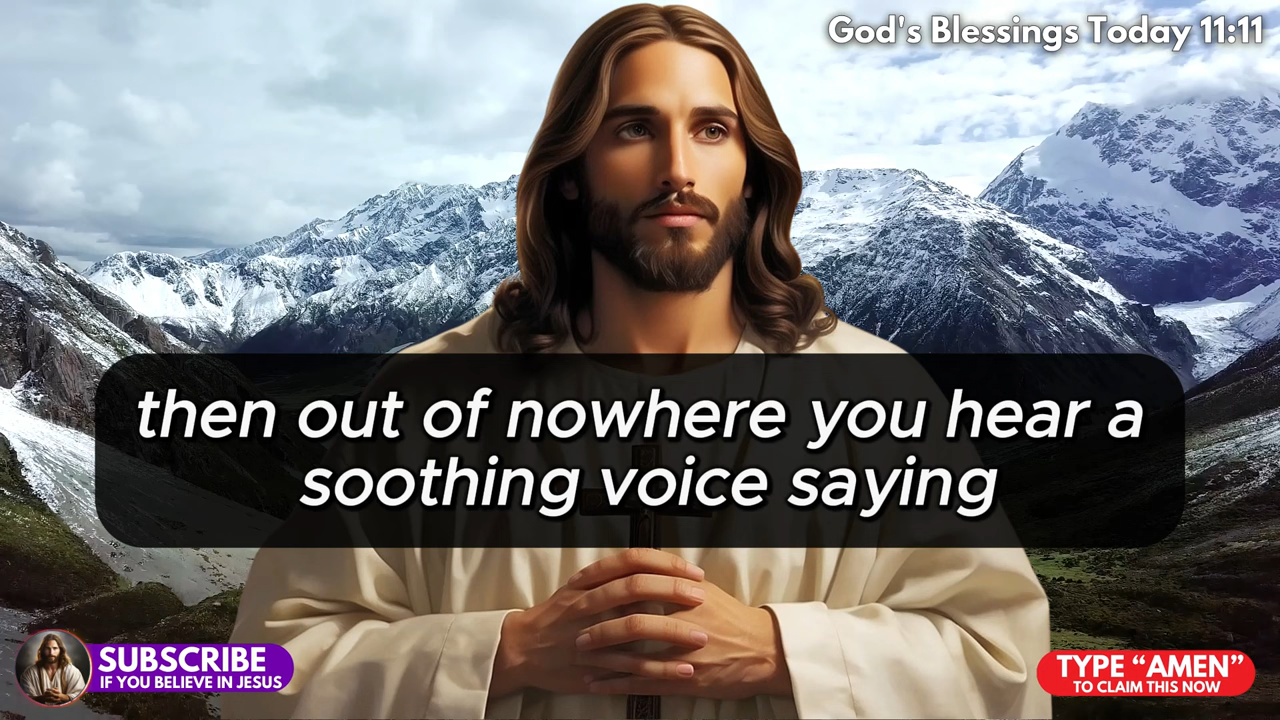 God's Blessings Today 11:11
then out of nowhere you hear a
soothing voice saying
SUBSCRIBE
IF YOU BELIEVE IN JESUS
TYPE “AMEN”
TO CLAIM THIS NOW